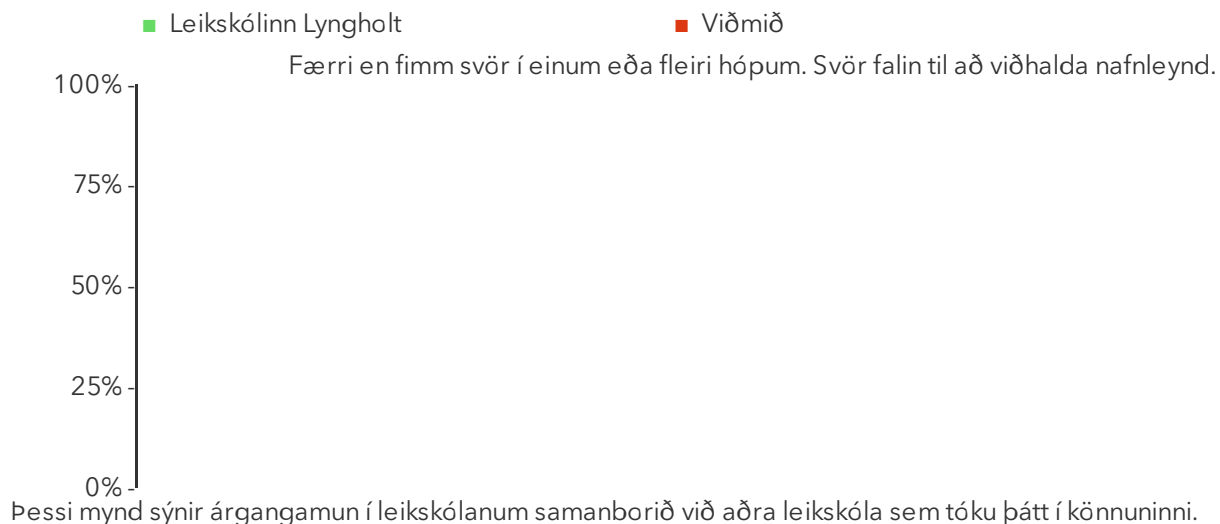 Leikskólinn Lyngholt
Viðmið
Færri en fimm svör í einum eða fleiri hópum. Svör falin til að viðhalda nafnleynd.
100%
75%
50%
25%
0%
Þessi mynd sýnir árgangamun í leikskólanum samanborið við aðra leikskóla sem tóku þátt í könnuninni.